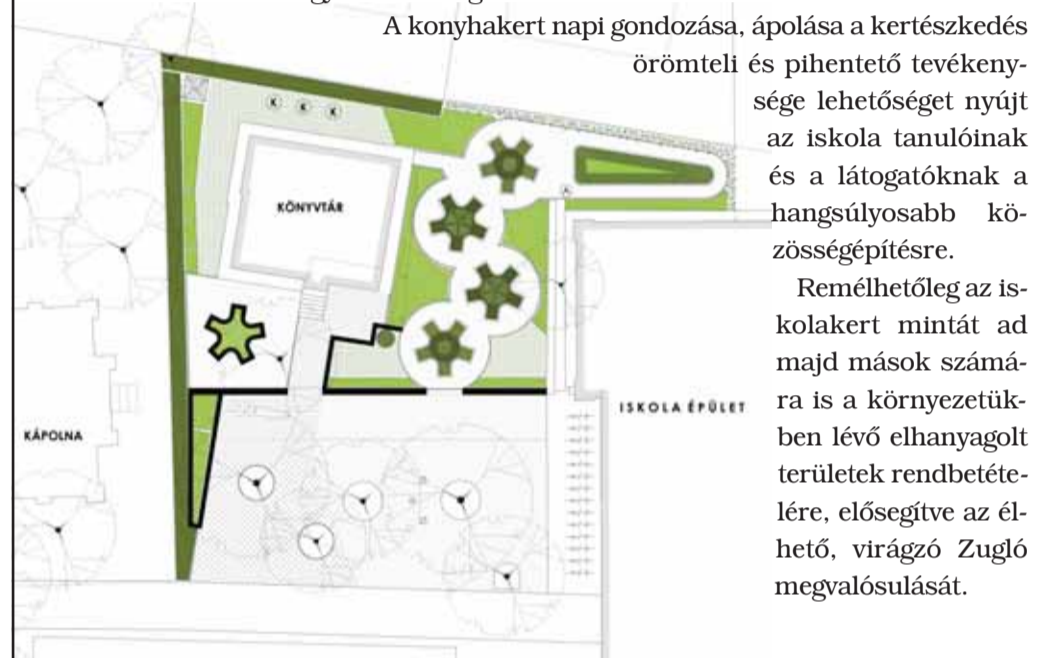 A konyhakert napi gondozása, ápolása a kertészkedés
örömteli és pihentető tevékeny-
sége lehetőséget nyújt
az iskola tanulóinak
és a látogatóknak a
hangsúlyosabb kö-
zösségépítésre.
Remélhetőleg az is-
kolakert mintát ad
majd mások számá-
ra is a környezetük-
ben lévő elhanyagolt
területek rendbetéte-
lére, elősegítve az él-
hető, virágzó Zugló
megvalósulását.
K K K
KÖNYVTÁR
ISKOLA ÉPÜLET
KÁPOLNA